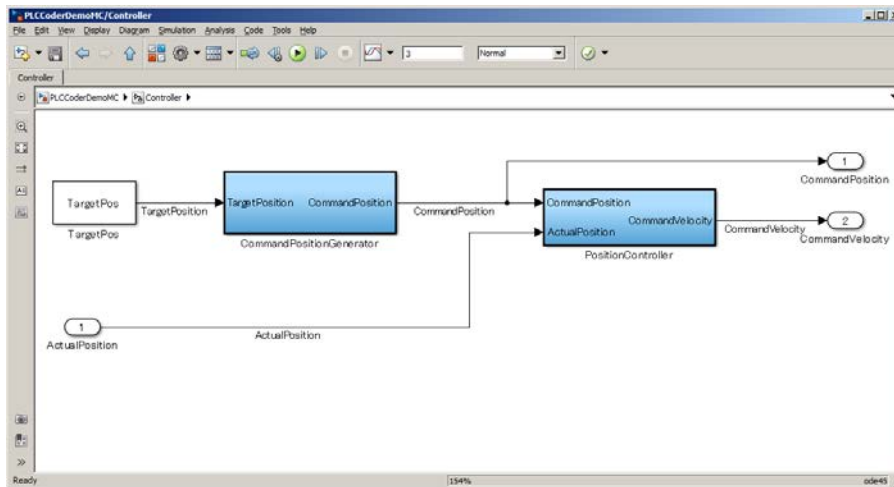 PLCCoderDemoMC/Controller
File Edit View Display Diagram Simulation Analysis Code Tools Help
3
Normal
Controller
PLCCoderDemoMC Controller
TargetPos
TargetPosition
TargetPos
TargetPosition CommandPosition
CommandPositionGenerator
CommandPosition
1
CommandPosition
CommandPosition
CommandVelocity
ActualPosition
PositionController
CommandVelocity
2
CommandVelocity
1
ActualPosition
ActualPosition
Ready 154% ode45